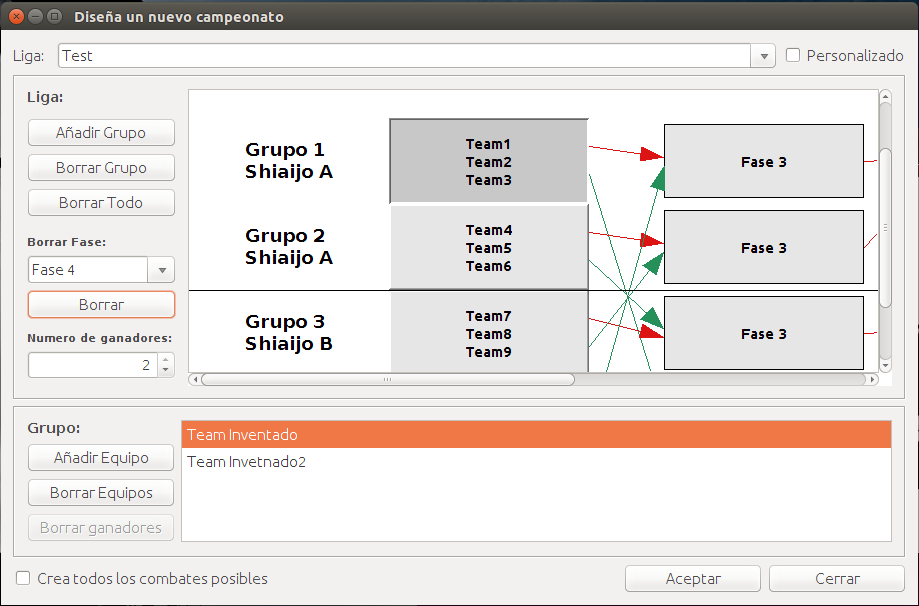 Diseña un nuevo campeonato
Liga:
Test
Personalizado
Liga:
Añadir Grupo
Borrar Grupo
Borrar Todo
Borrar Fase:
Fase 4
Borrar
Numero de ganadores:
2
Grupo 1
Shiaijo A
Team1
Team2
Team3
Fase 3
Grupo 2
Shiaijo A
Team4
Team5
Team6
Fase 3
Grupo 3
Shiaijo B
Team7
Team8
Team9
Fase 3
Grupo:
Añadir Equipo
Borrar Equipos
Borrar ganadores
Team Inventado
Team Invetnado2
Crea todos los combates posibles
Aceptar
Cerrar